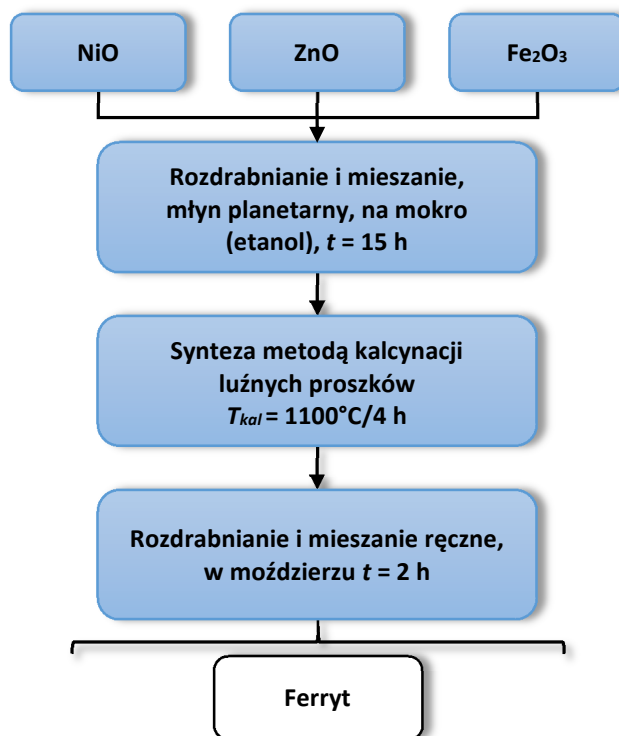 NiO
ZnO
Fe₂O₃
Rozdrabnianie i mieszanie,
młyn planetarny, na mokro
(etanol), t = 15 h
Synteza metodą kalcynacji
luźnych proszków
Tkal = 1100°C/4 h
Rozdrabnianie i mieszanie ręczne,
w moździerzu t = 2 h
Ferryt